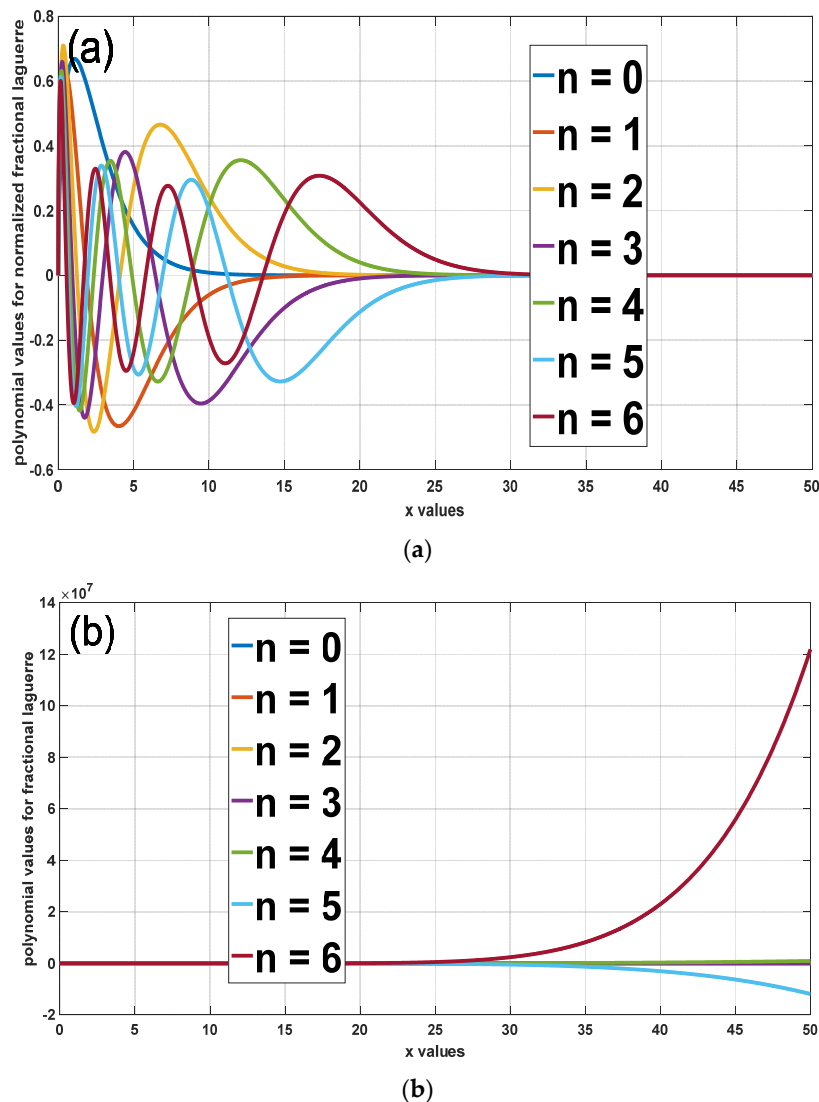 (a)
polynomial values for normalized fractional laguerre
0.8
0.6
0.4
0.2
0
-0.2
-0.4
-0.6
n = 0
n = 1
n = 2
n = 3
n = 4
n = 5
n = 6
0 5 10 15 20 25 30 35 40 45 50
x values
(a)
×10^7
(b)
polynomial values for fractional laguerre
14
12
10
8
6
4
2
0
-2
n = 0
n = 1
n = 2
n = 3
n = 4
n = 5
n = 6
0 5 10 15 20 25 30 35 40 45 50
x values
(b)